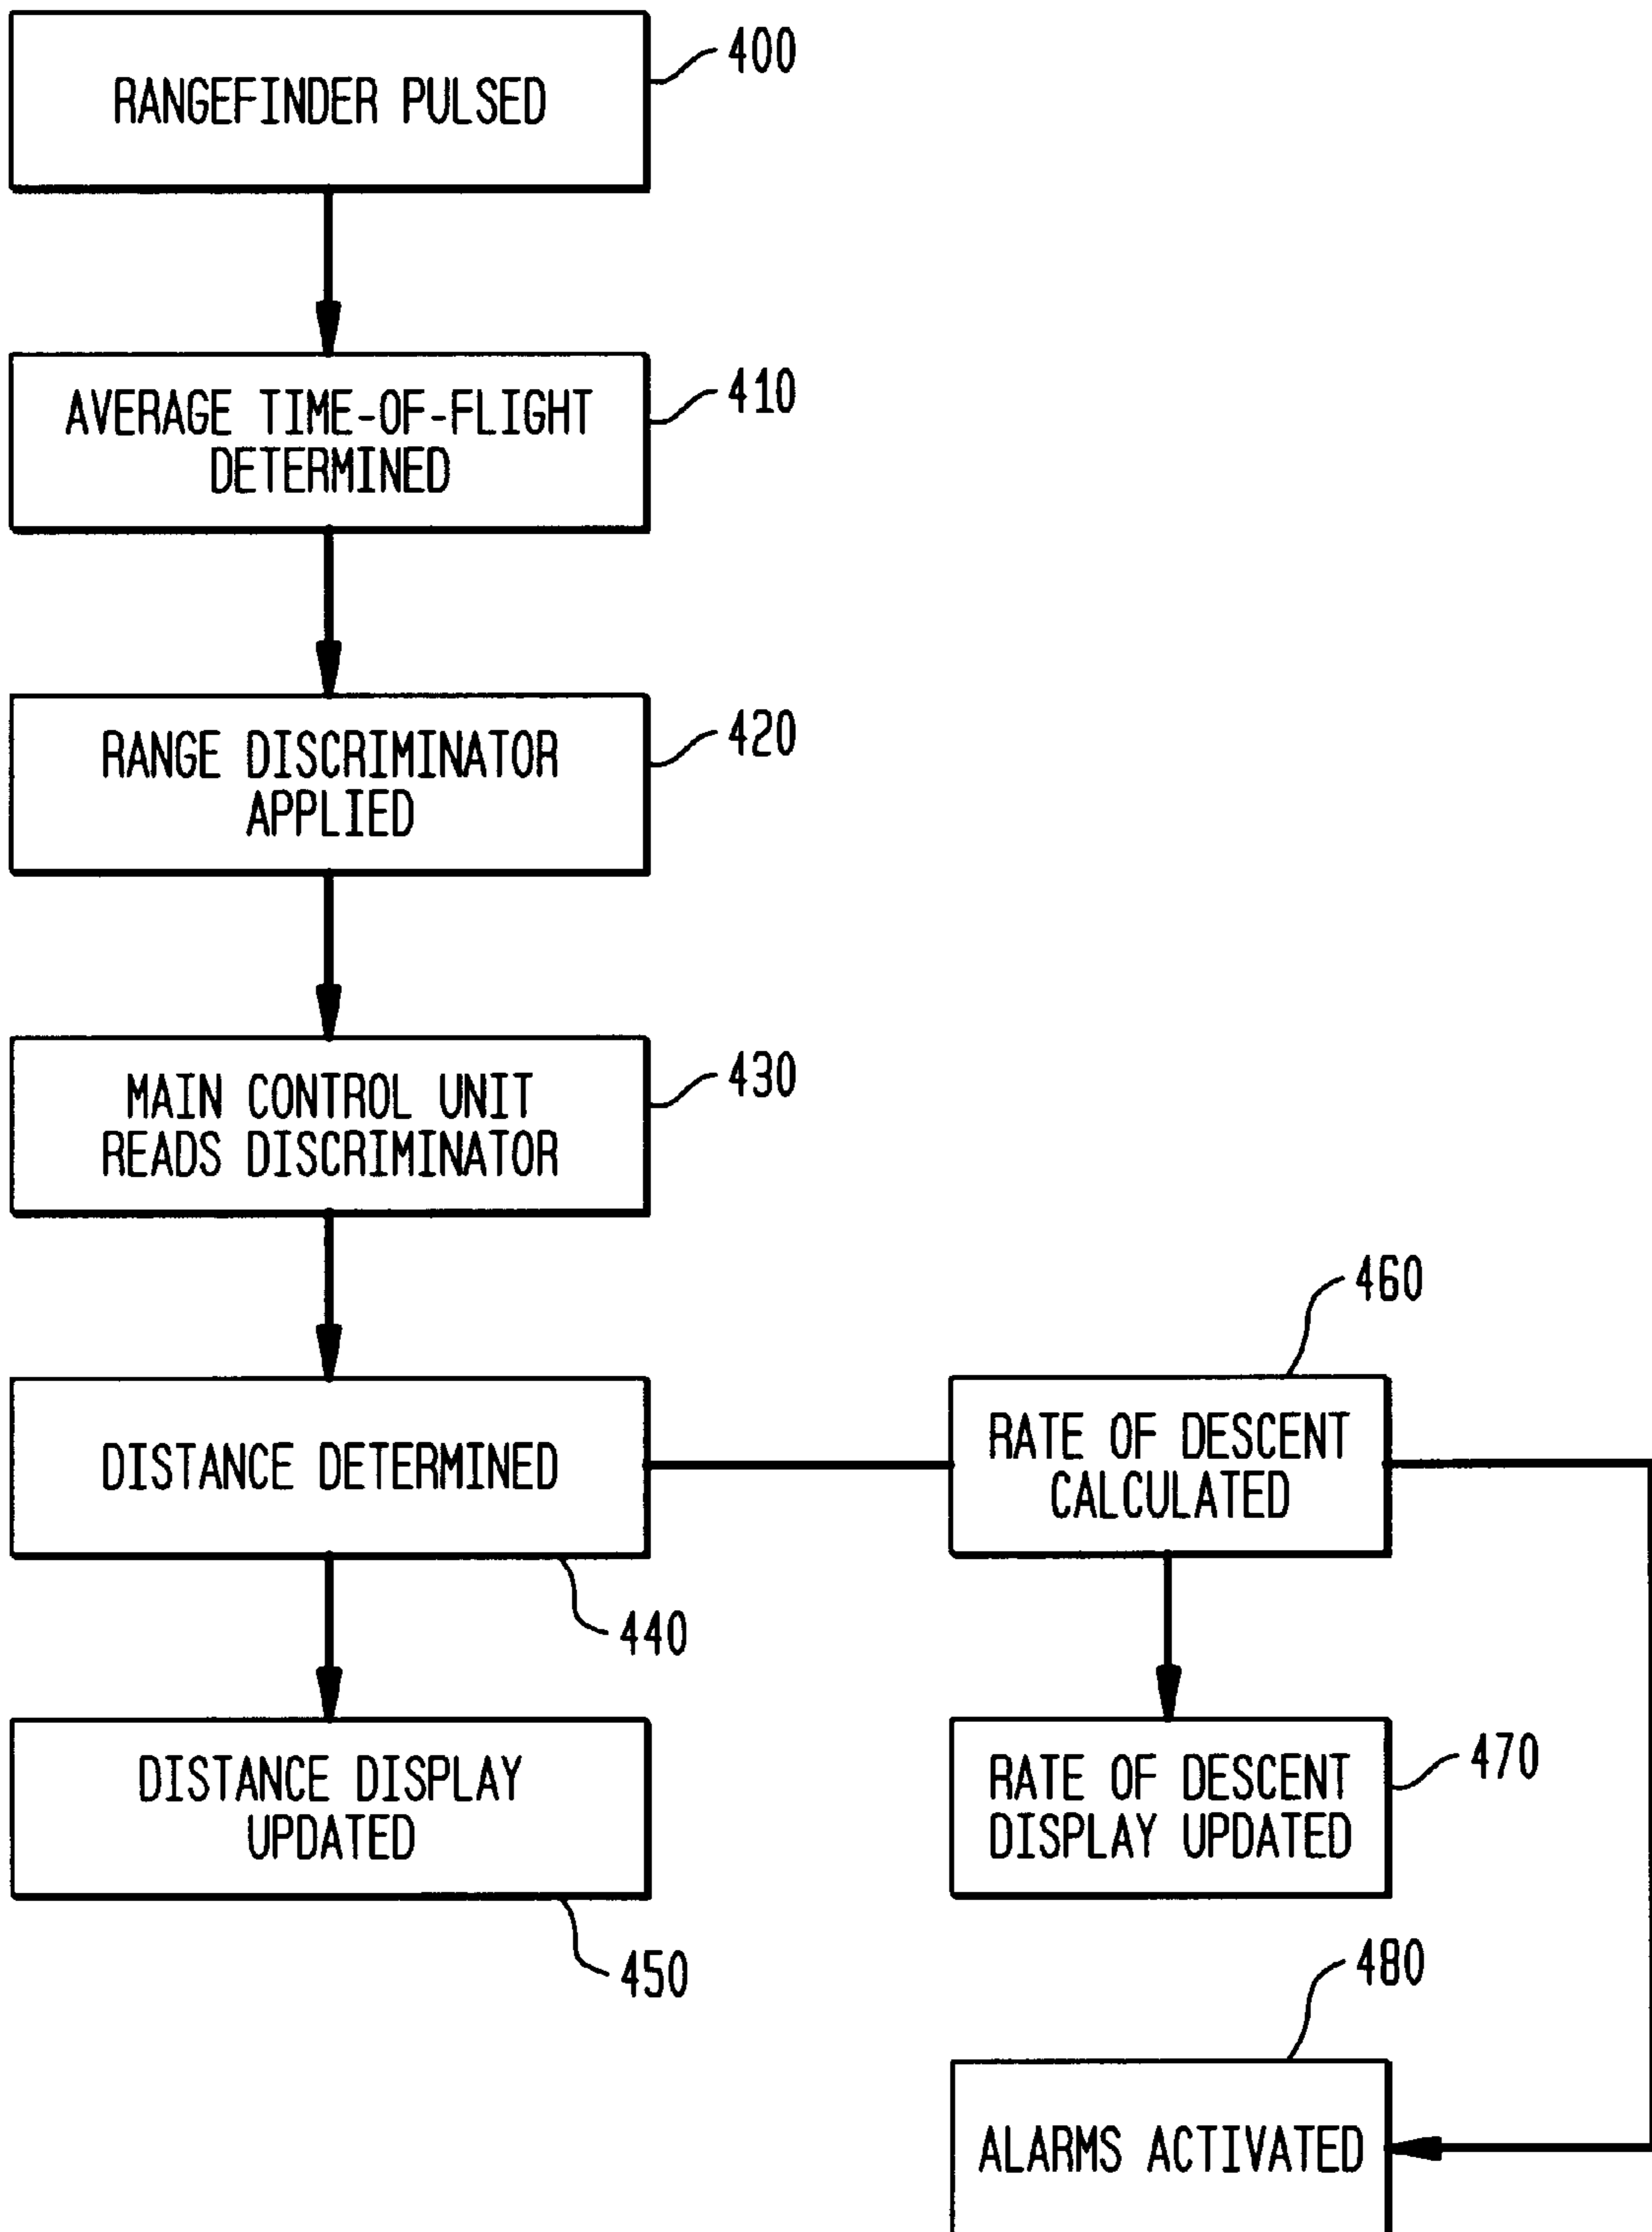 RANGEFINDER PULSED
400
AVERAGE TIME-OF-FLIGHT
DETERMINED
410
RANGE DISCRIMINATOR
APPLIED
420
MAIN CONTROL UNIT
READS DISCRIMINATOR
430
DISTANCE DETERMINED
440
RATE OF DESCENT
CALCULATED
460
DISTANCE DISPLAY
UPDATED
450
RATE OF DESCENT
DISPLAY UPDATED
470
ALARMS ACTIVATED
480